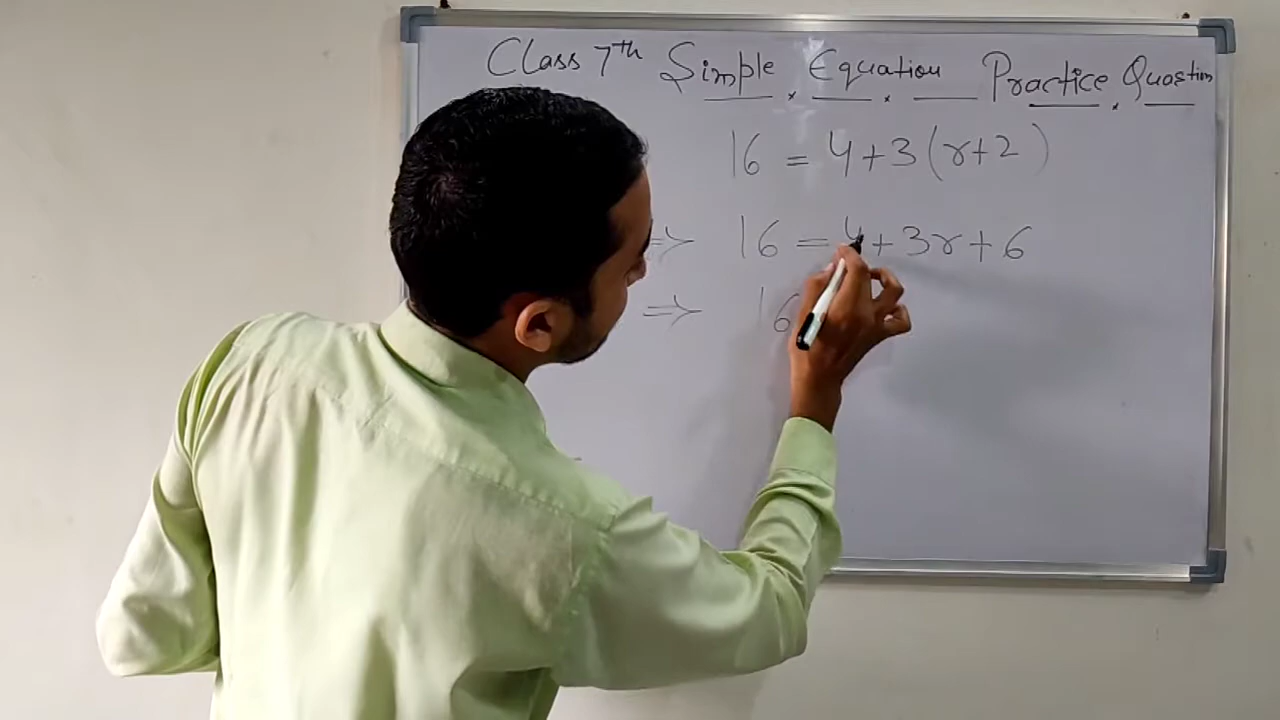 Class 7th Simple Equation Practice Question
16 = 4+3(r+2)
=> 16 = 4+3r+6
=> 16